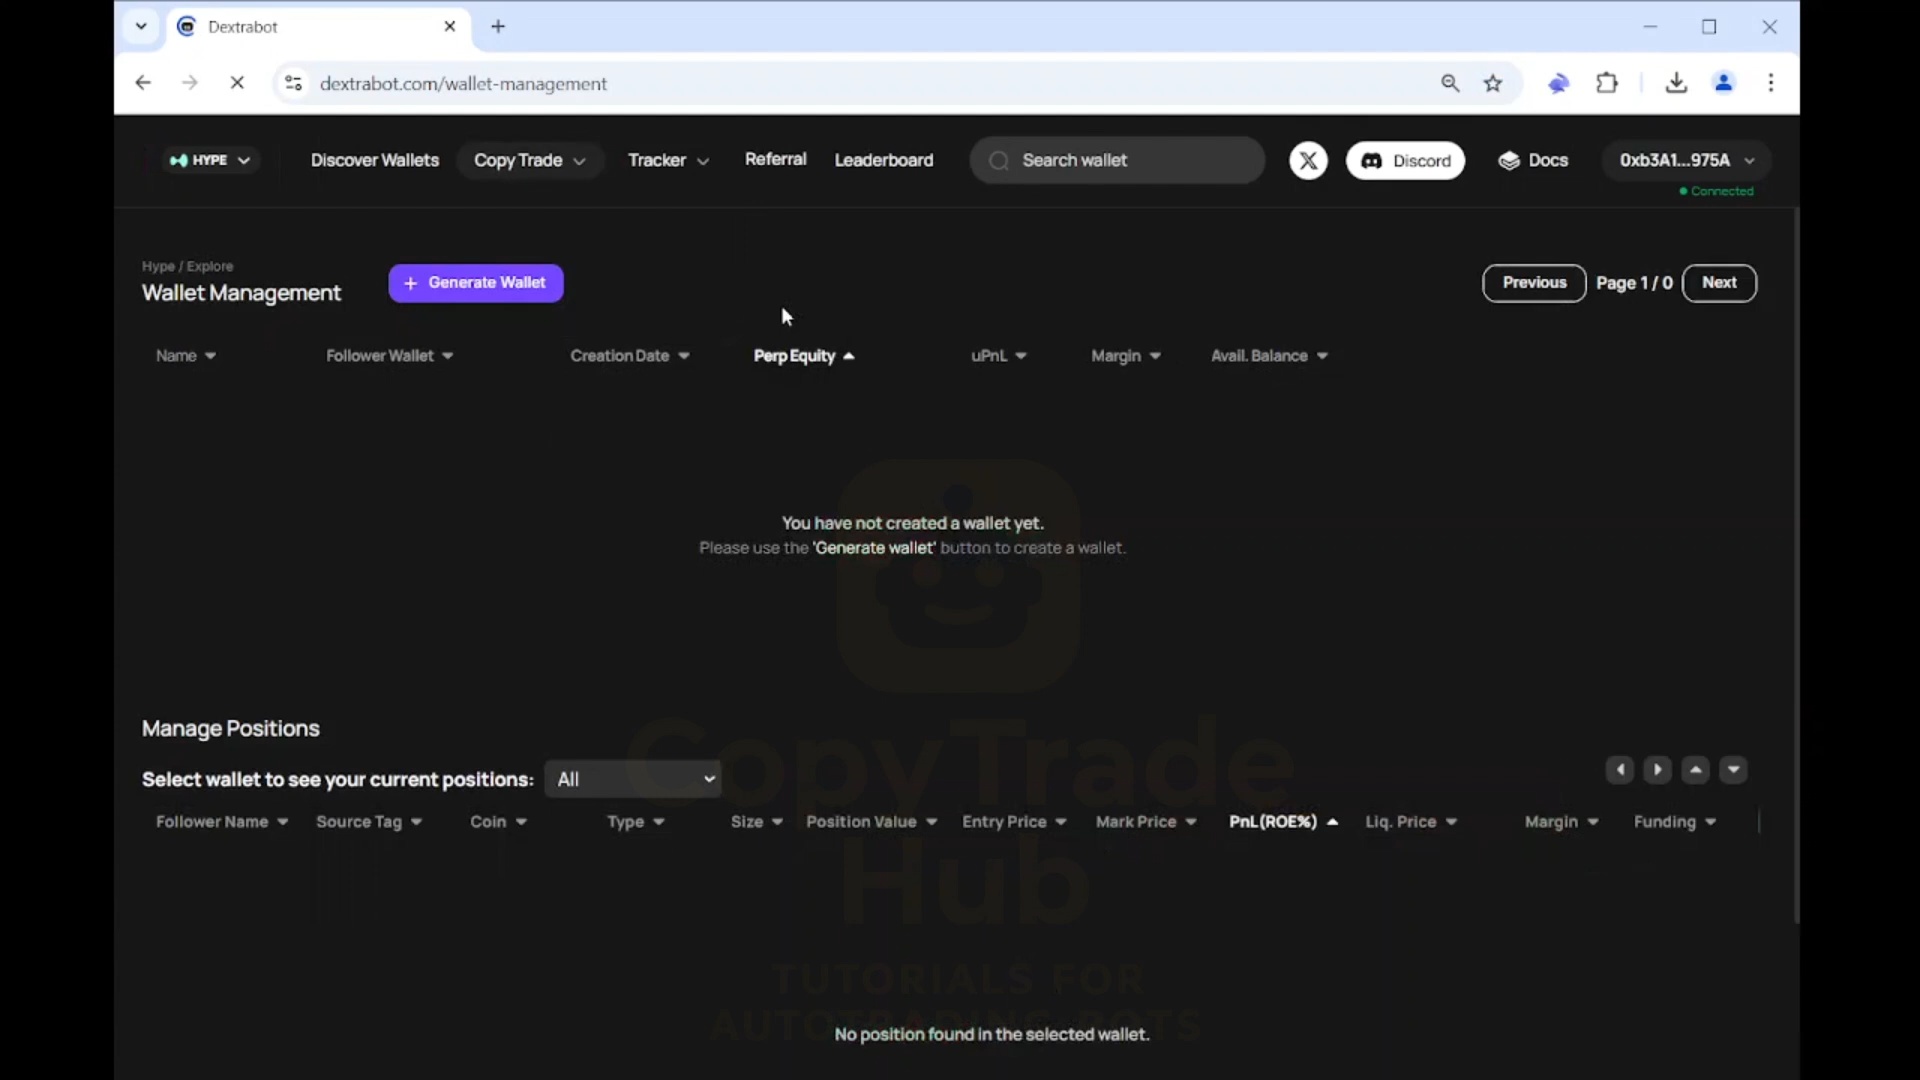 Dextrabot
dextrabot.com/wallet-management
HYPE
Discover Wallets
Copy Trade
Tracker
Referral
Leaderboard
Search wallet
X
Discord
Docs
0xb3A1...975A
Connected
Hype / Explore
Wallet Management
+ Generate Wallet
Previous
Page 1 / 0
Next
Name
Follower Wallet
Creation Date
Perp Equity
uPnL
Margin
Avail. Balance
You have not created a wallet yet.
Please use the 'Generate wallet' button to create a wallet.
Manage Positions
Select wallet to see your current positions:
All
Follower Name
Source Tag
Coin
Type
Size
Position Value
Entry Price
Mark Price
PnL(ROE%)
Liq. Price
Margin
Funding
CopyTrade
Hub
TUTORIALS FOR
AUTOTRADING BOTS
No position found in the selected wallet.